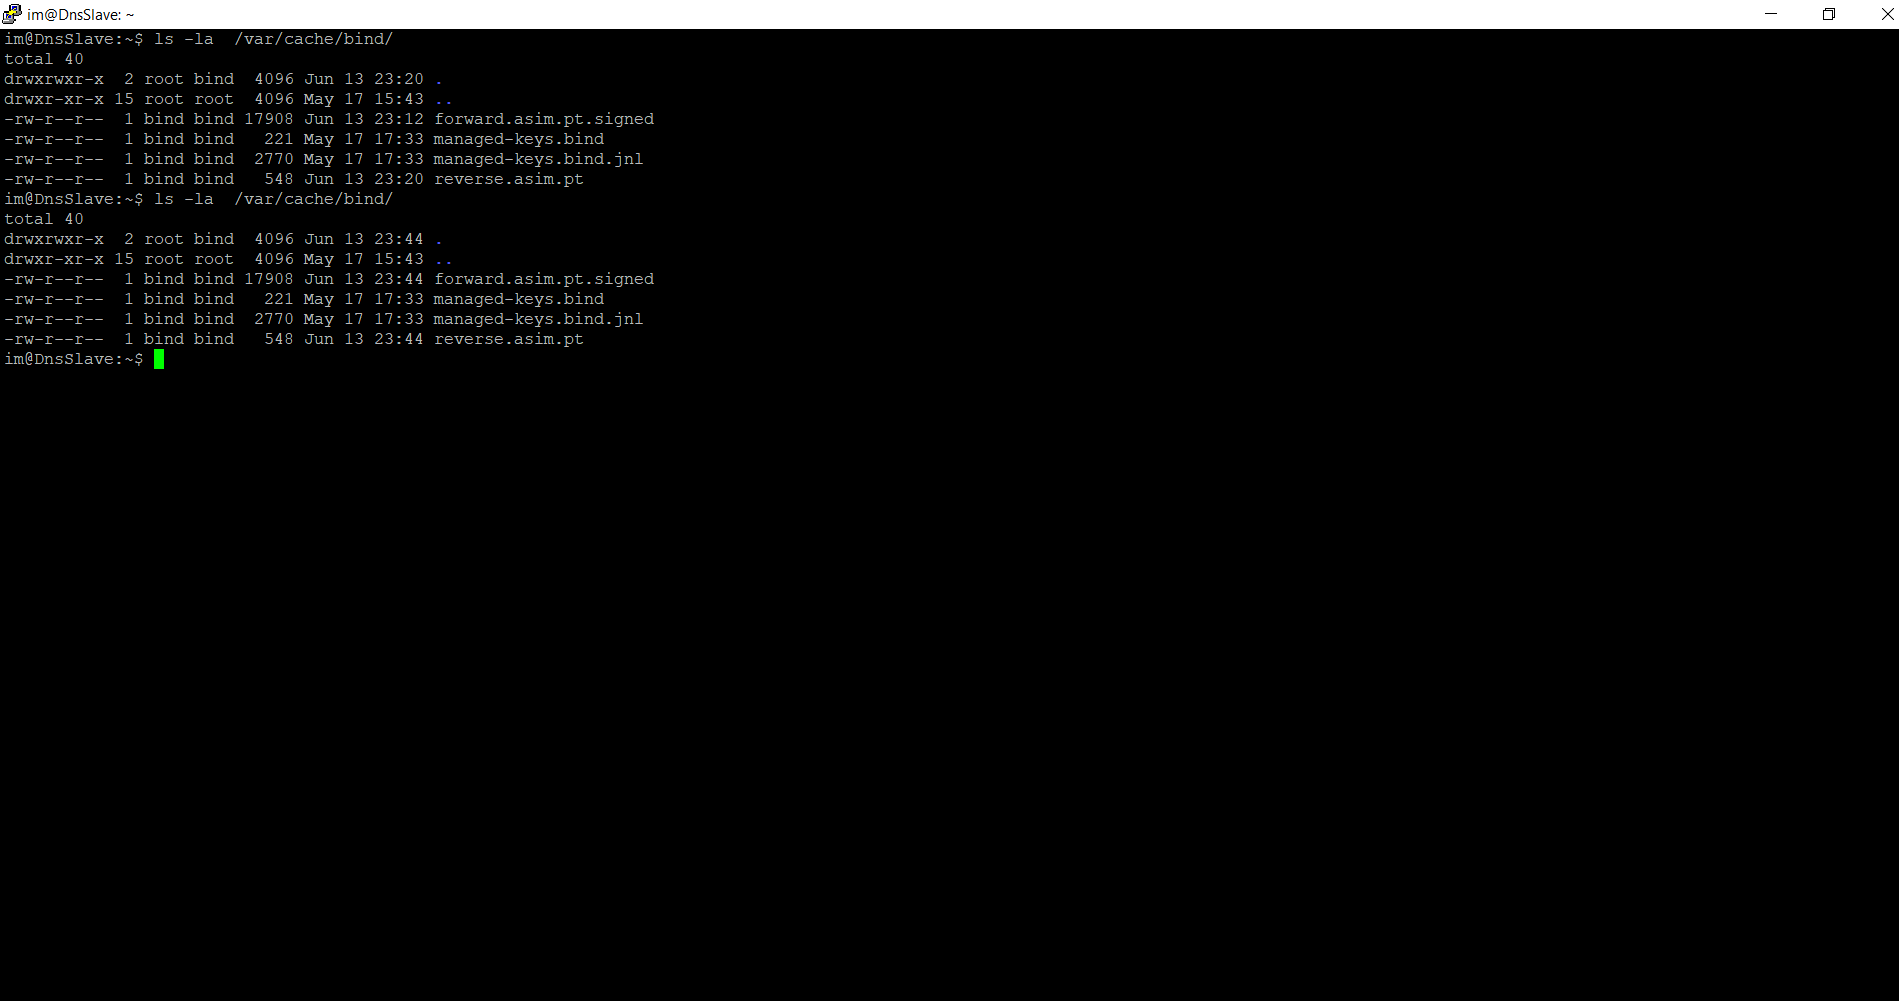 im@DnsSlave: ~
im@DnsSlave:~$ ls -la  /var/cache/bind/
total 40
drwxrwxr-x  2 root bind  4096 Jun 13 23:20 .
drwxr-xr-x 15 root root  4096 May 17 15:43 ..
-rw-r--r--  1 bind bind 17908 Jun 13 23:12 forward.asim.pt.signed
-rw-r--r--  1 bind bind   221 May 17 17:33 managed-keys.bind
-rw-r--r--  1 bind bind  2770 May 17 17:33 managed-keys.bind.jnl
-rw-r--r--  1 bind bind   548 Jun 13 23:20 reverse.asim.pt
im@DnsSlave:~$ ls -la  /var/cache/bind/
total 40
drwxrwxr-x  2 root bind  4096 Jun 13 23:44 .
drwxr-xr-x 15 root root  4096 May 17 15:43 ..
-rw-r--r--  1 bind bind 17908 Jun 13 23:44 forward.asim.pt.signed
-rw-r--r--  1 bind bind   221 May 17 17:33 managed-keys.bind
-rw-r--r--  1 bind bind  2770 May 17 17:33 managed-keys.bind.jnl
-rw-r--r--  1 bind bind   548 Jun 13 23:44 reverse.asim.pt
im@DnsSlave:~$